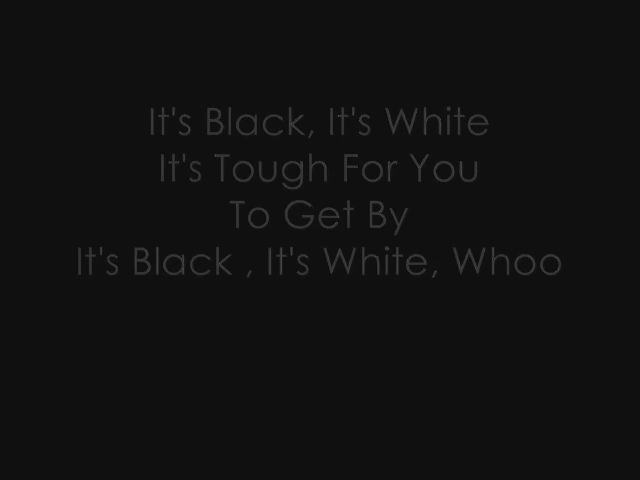 It's Black, It's White
It's Tough For You
To Get By
It's Black , It's White, Whoo